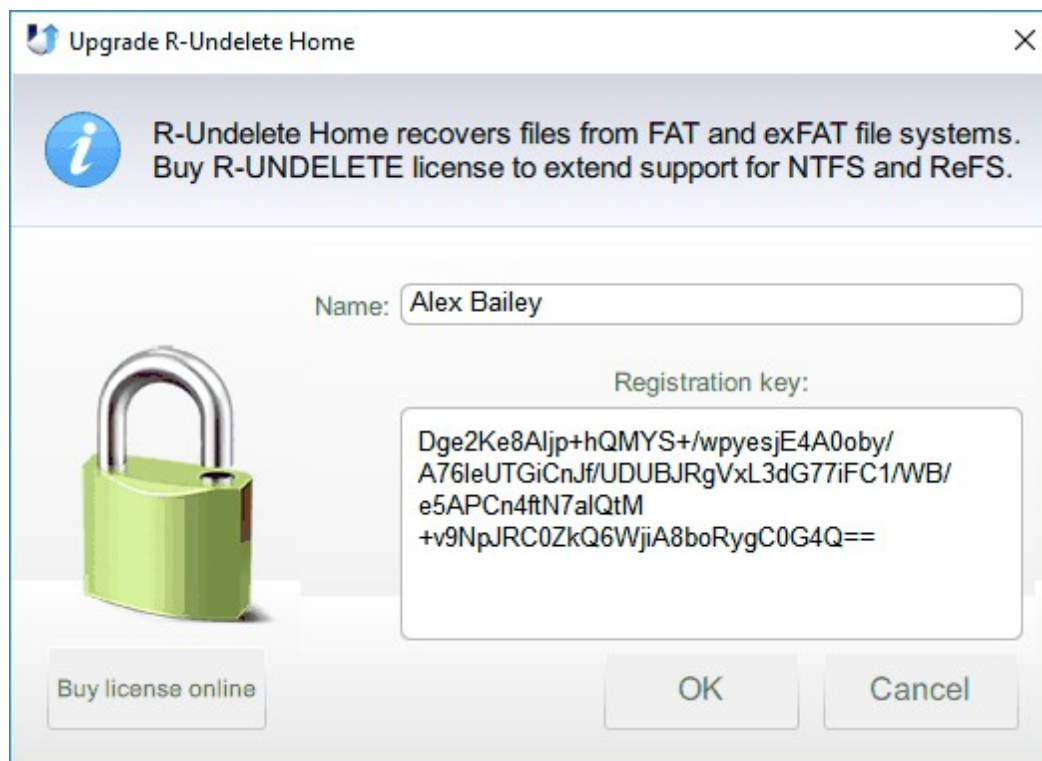 Upgrade R-Undelete Home
R-Undelete Home recovers files from FAT and exFAT file systems.
Buy R-UNDELETE license to extend support for NTFS and ReFS.
Name: Alex Bailey
Registration key:
Dge2Ke8AIjp+hQMYS+/wpyesjE4A0oby/
A76IeUTGiCnJf/UDUBJRgVxL3dG77iFC1/WB/
e5APCn4ftN7alQtM
+v9NpJRC0ZkQ6WjiA8boRygC0G4Q==
Buy license online
OK
Cancel